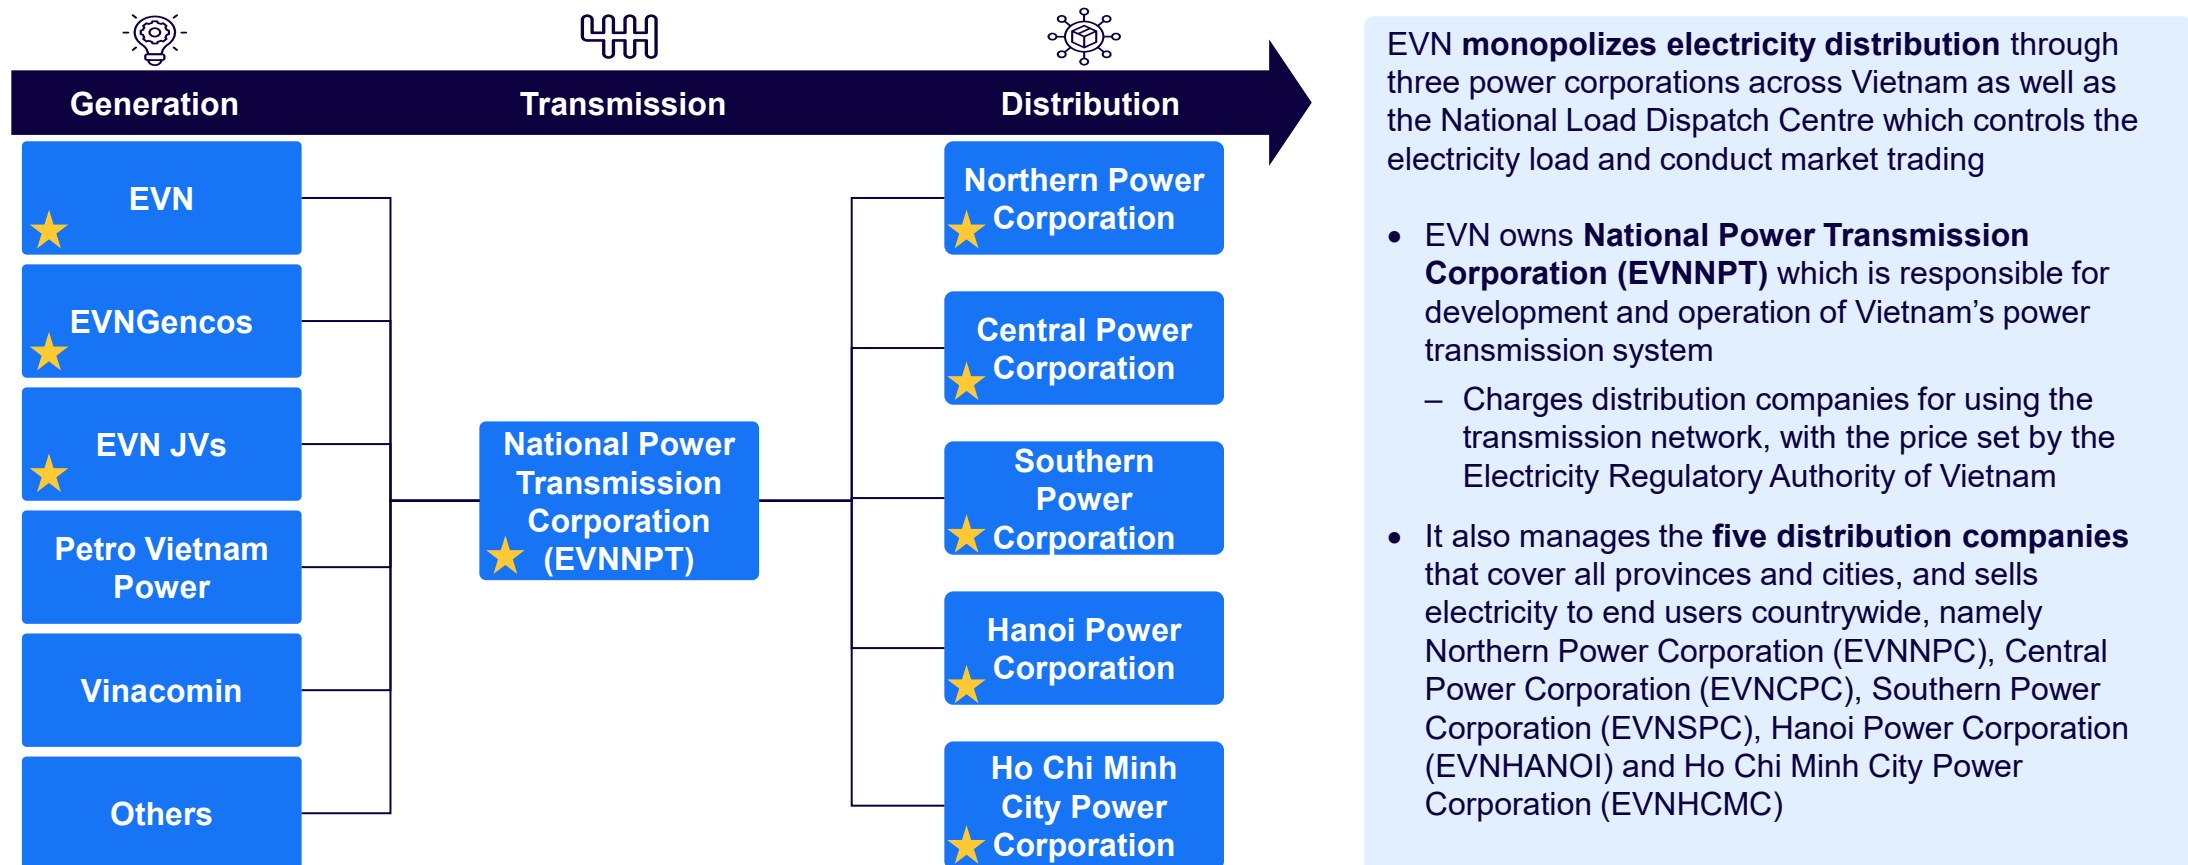 Generation
Transmission
Distribution
EVN
EVNGencos
EVN JVs
Petro Vietnam
Power
Vinacomin
Others
National Power
Transmission
Corporation
(EVNNPT)
Northern Power
Corporation
Central Power
Corporation
Southern
Power
Corporation
Hanoi Power
Corporation
Ho Chi Minh
City Power
Corporation
EVN monopolizes electricity distribution through
three power corporations across Vietnam as well as
the National Load Dispatch Centre which controls the
electricity load and conduct market trading
• EVN owns National Power Transmission
Corporation (EVNNPT) which is responsible for
development and operation of Vietnam’s power
transmission system
– Charges distribution companies for using the
transmission network, with the price set by the
Electricity Regulatory Authority of Vietnam
• It also manages the five distribution companies
that cover all provinces and cities, and sells
electricity to end users countrywide, namely
Northern Power Corporation (EVNNPC), Central
Power Corporation (EVNCPC), Southern Power
Corporation (EVNSPC), Hanoi Power Corporation
(EVNHANOI) and Ho Chi Minh City Power
Corporation (EVNHCMC)